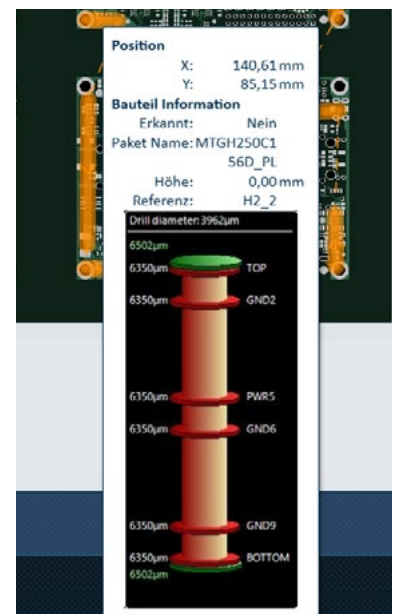 Position
X: 140,61 mm
Y: 85,15 mm
Bauteil Information
Erkannt: Nein
Paket Name: MTGH250C1
56D_PL
Höhe: 0,00 mm
Referenz: H2_2
Drill diameter: 3962µm
6502µm
6350µm TOP
6350µm GND2
6350µm PWR5
6350µm GND6
6350µm GND9
6350µm BOTTOM
6502µm